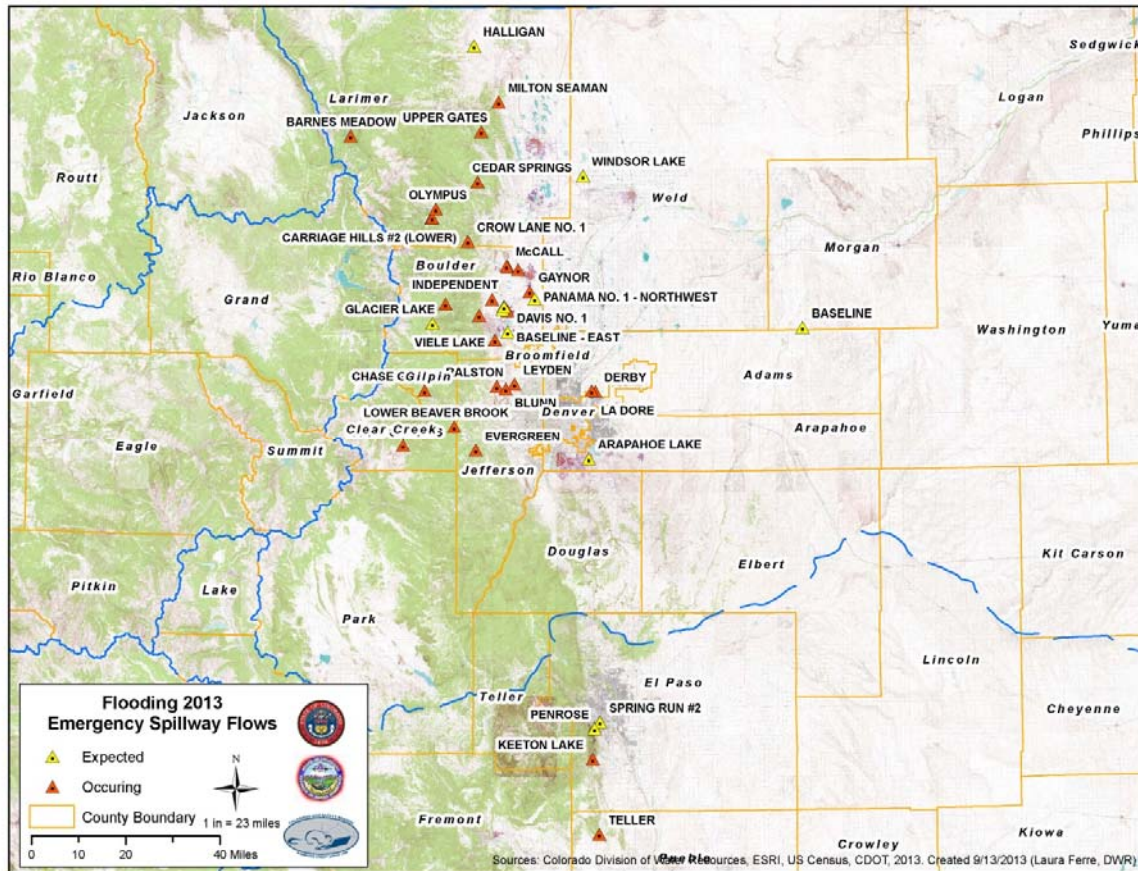 HALLIGAN
Sedgwick
Logan
MILTON SEAMAN
Larimer
Jackson
BARNES MEADOW
UPPER GATES
Phillips
CEDAR SPRINGS
WINDSOR LAKE
Routt
Weld
OLYMPUS
CROW LANE NO. 1
CARRIAGE HILLS #2 (LOWER)
Morgan
McCALL
Boulder
Rio Blanco
GAYNOR
INDEPENDENT
Grand
PANAMA NO. 1 - NORTHWEST
GLACIER LAKE
DAVIS NO. 1
BASELINE
Washington
Yuma
BASELINE - EAST
VIELE LAKE
Broomfield
LEYDEN
CHASE
Gilpin
RALSTON
Adams
DERBY
Garfield
BLUNN
LOWER BEAVER BROOK
Denver
LA DORE
Clear Creek
Arapahoe
Eagle
Summit
EVERGREEN
ARAPAHOE LAKE
Jefferson
Douglas
Kit Carson
Elbert
Pitkin
Lake
Park
Lincoln
El Paso
Teller
SPRING RUN #2
PENROSE
Cheyenne
KEETON LAKE
Fremont
TELLER
Kiowa
Crowley
Pueblo
Flooding 2013
Emergency Spillway Flows
Expected
Occuring
N
County Boundary
1 in = 23 miles
0 10 20 40 Miles
Sources: Colorado Division of Water Resources, ESRI, US Census, CDOT, 2013. Created 9/13/2013 (Laura Ferre, DWR)